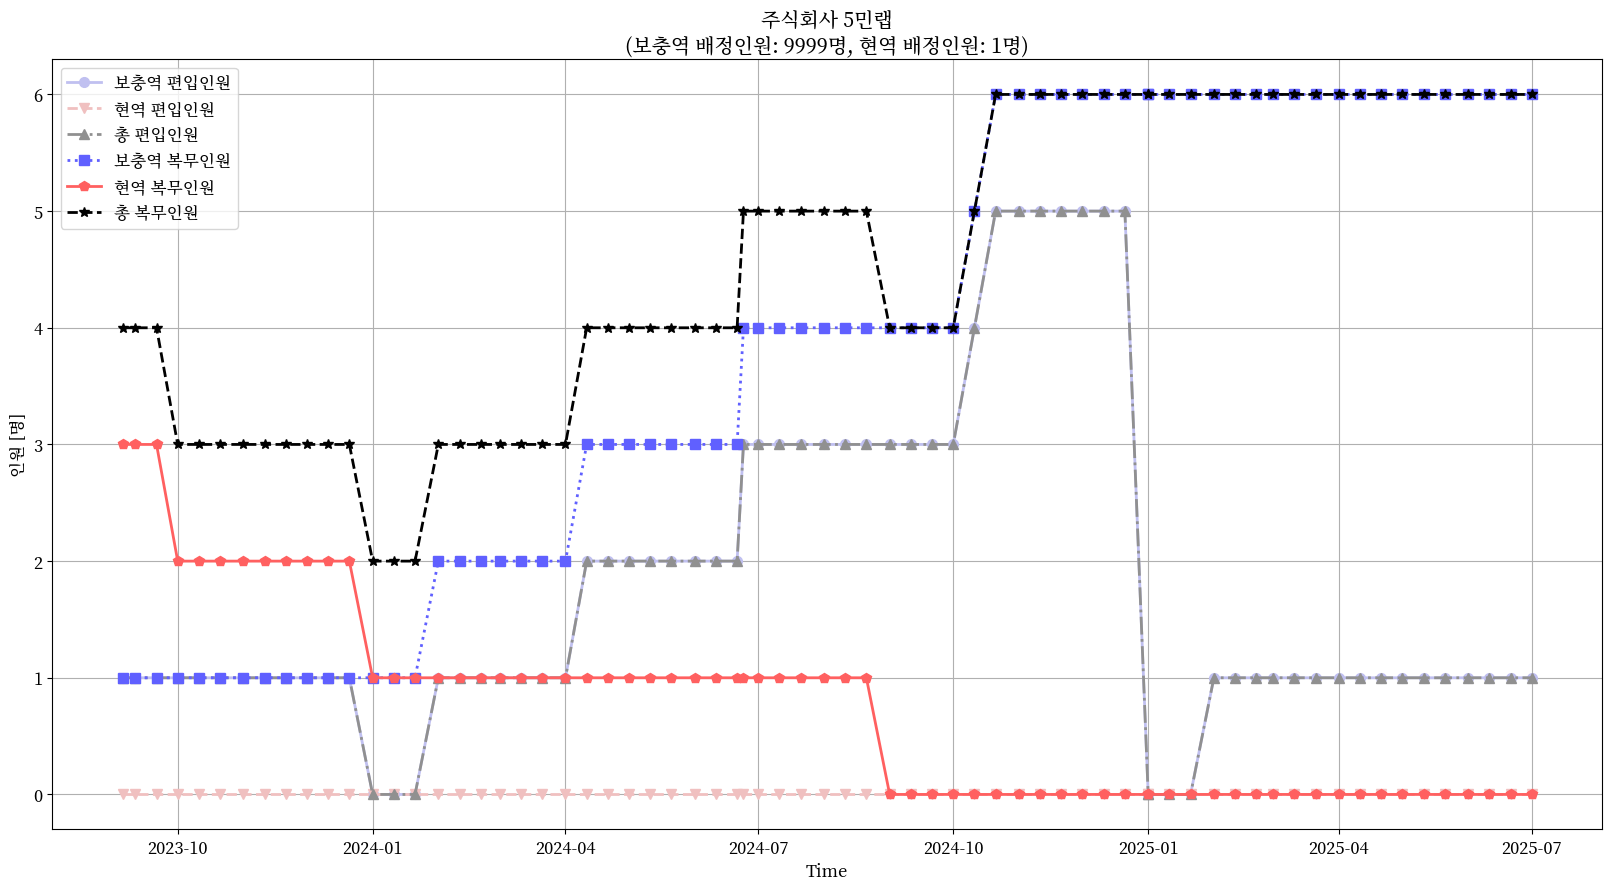 주식회사 5민랩
(보충역 배정인원: 9999명, 현역 배정인원: 1명)
보충역 편입인원
현역 편입인원
총 편입인원
보충역 복무인원
현역 복무인원
총 복무인원
인원 [명]
6
5
4
3
2
1
0
2023-10
2024-01
2024-04
2024-07
2024-10
2025-01
2025-04
2025-07
Time